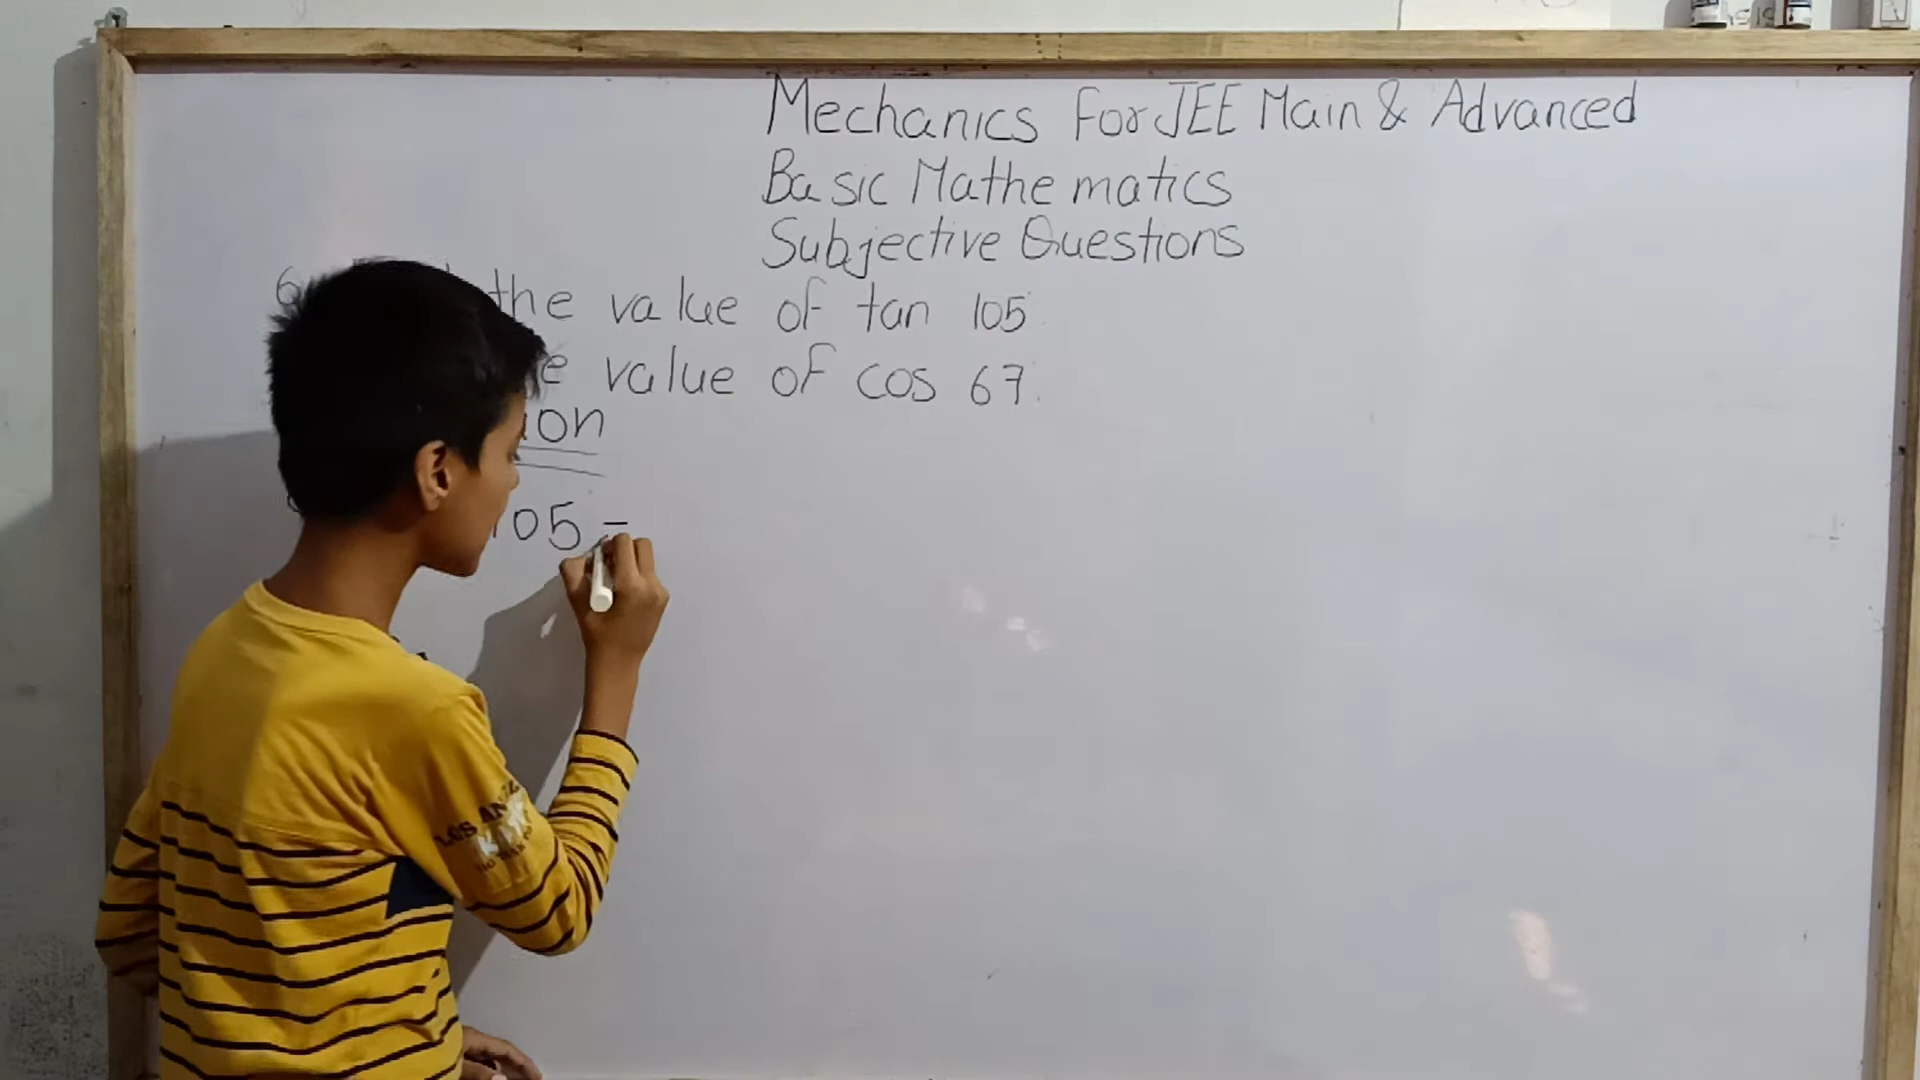 Mechanics For JEE Main & Advanced
Basic Mathematics
Subjective Questions
6 the value of tan 105
value of cos 67.
105 =
LOS